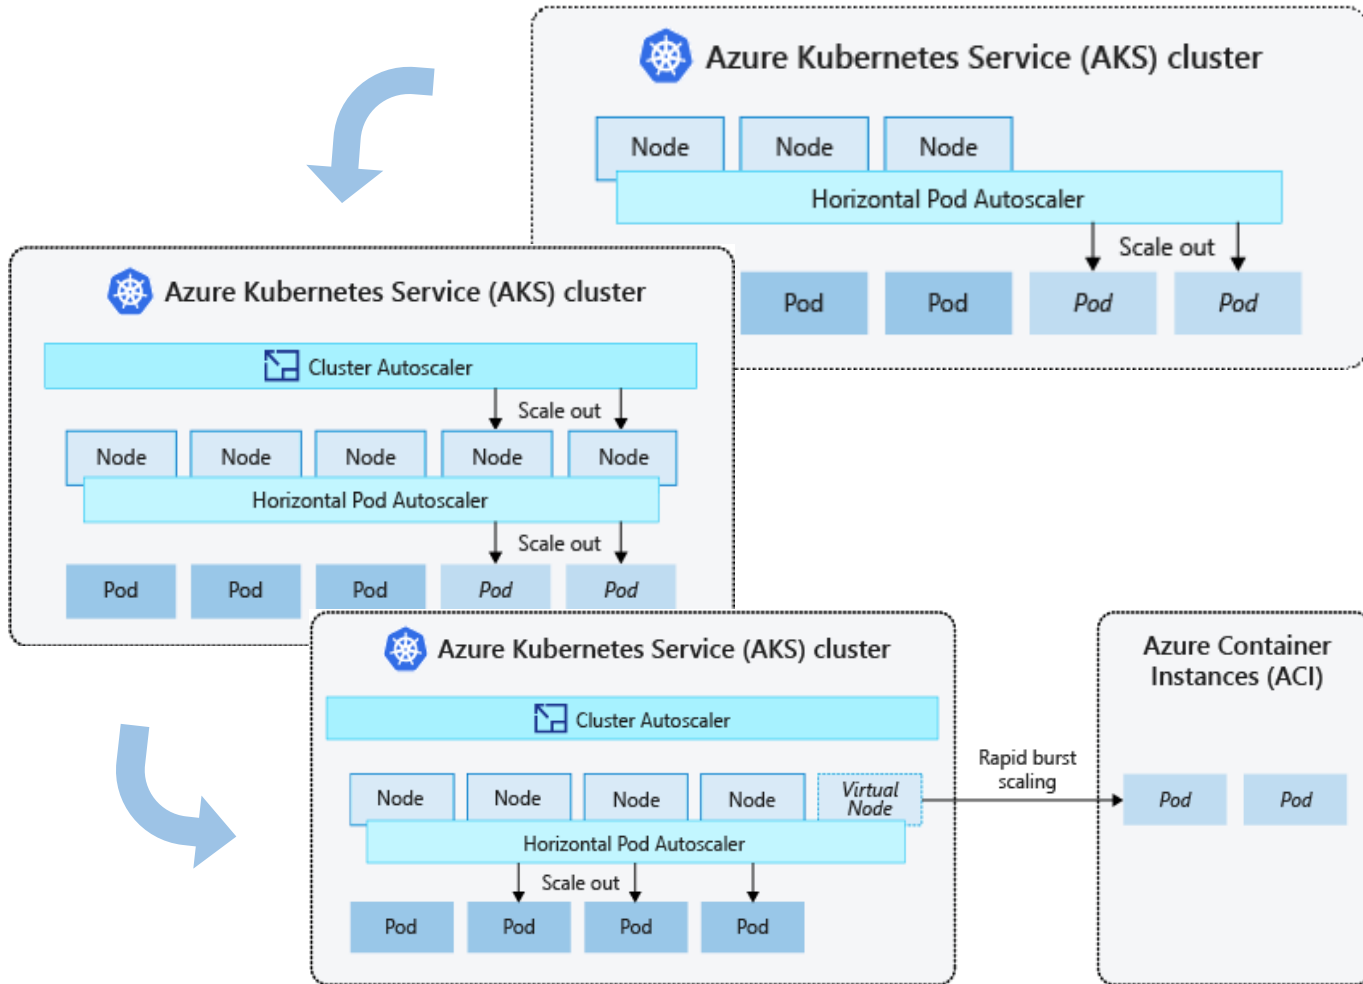 Azure Kubernetes Service (AKS) cluster
Node Node Node
Horizontal Pod Autoscaler
Scale out
Pod Pod Pod Pod
Azure Kubernetes Service (AKS) cluster
Cluster Autoscaler
Scale out
Node Node Node Node Node
Horizontal Pod Autoscaler
Scale out
Pod Pod Pod Pod Pod
Azure Kubernetes Service (AKS) cluster
Cluster Autoscaler
Node Node Node Node Virtual
Node
Horizontal Pod Autoscaler
Scale out
Pod Pod Pod Pod
Rapid burst
scaling
Azure Container
Instances (ACI)
Pod Pod